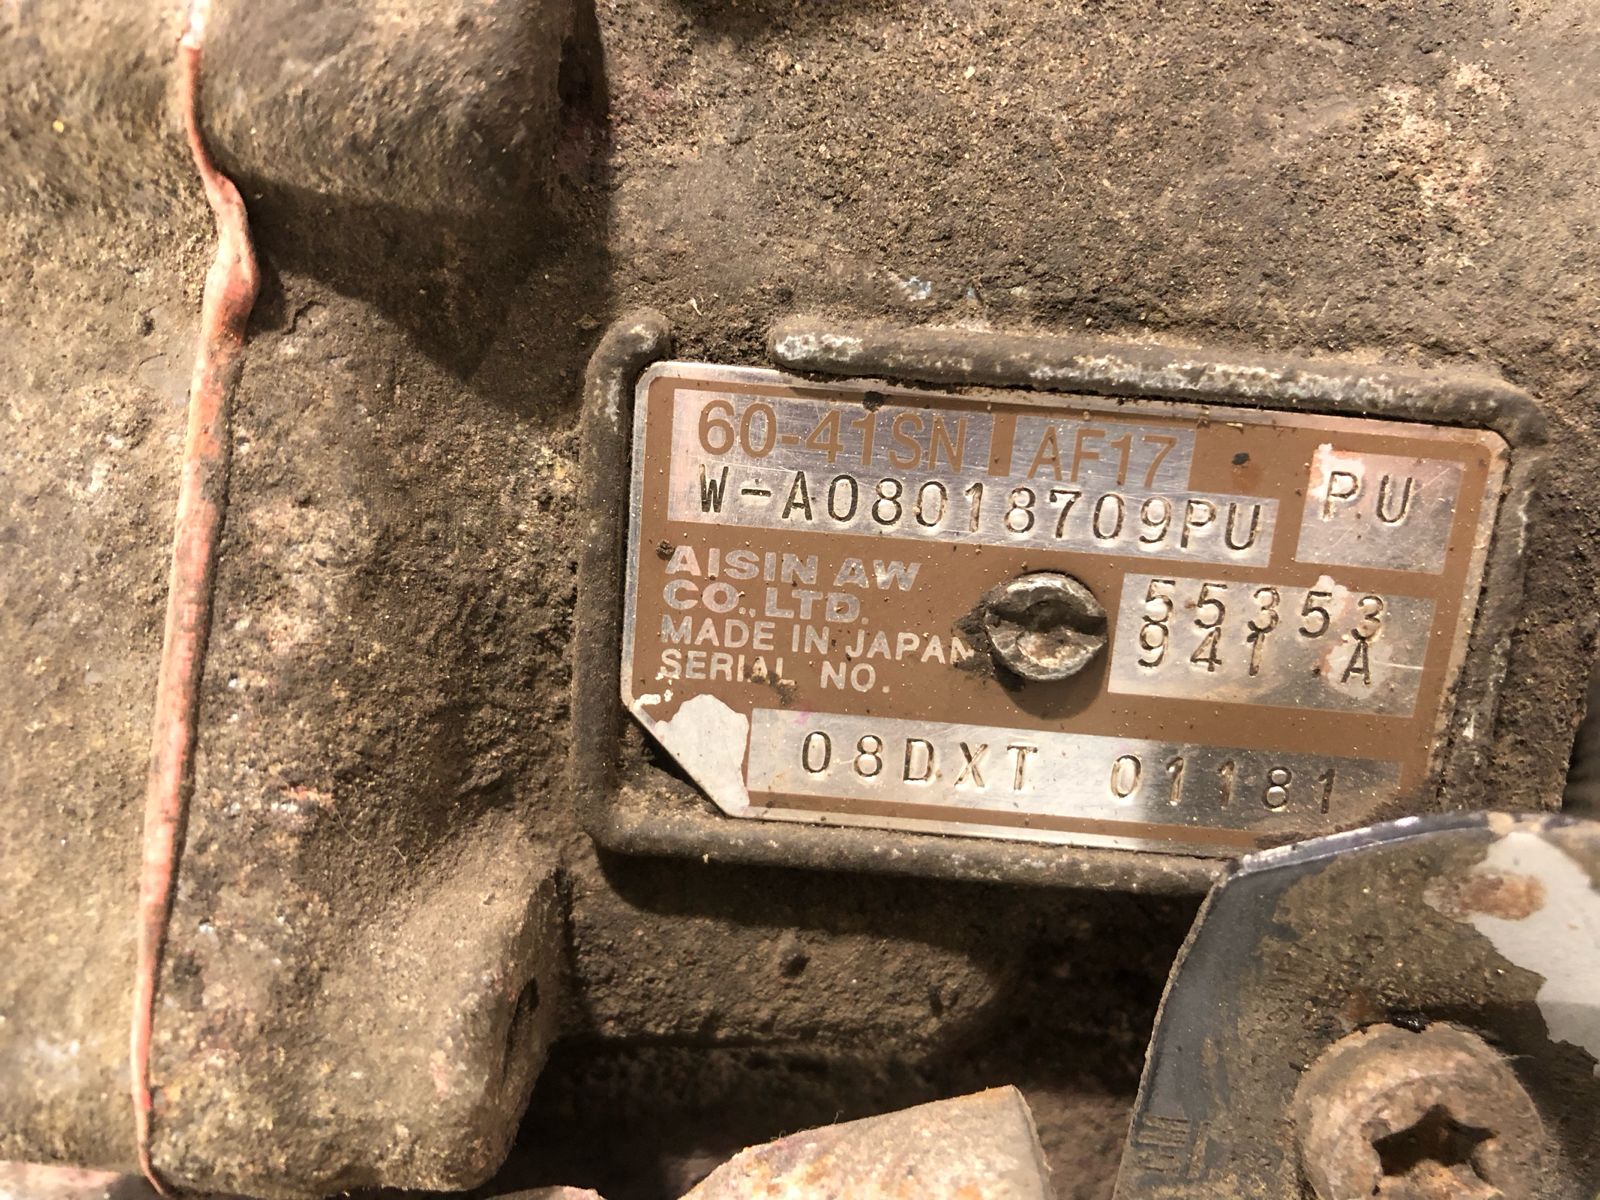 60-41SN AF17
W-A08018709PU
PU
AISIN AW
CO.,LTD.
MADE IN JAPAN
SERIAL NO.
55353
941 A
08DXT 01181